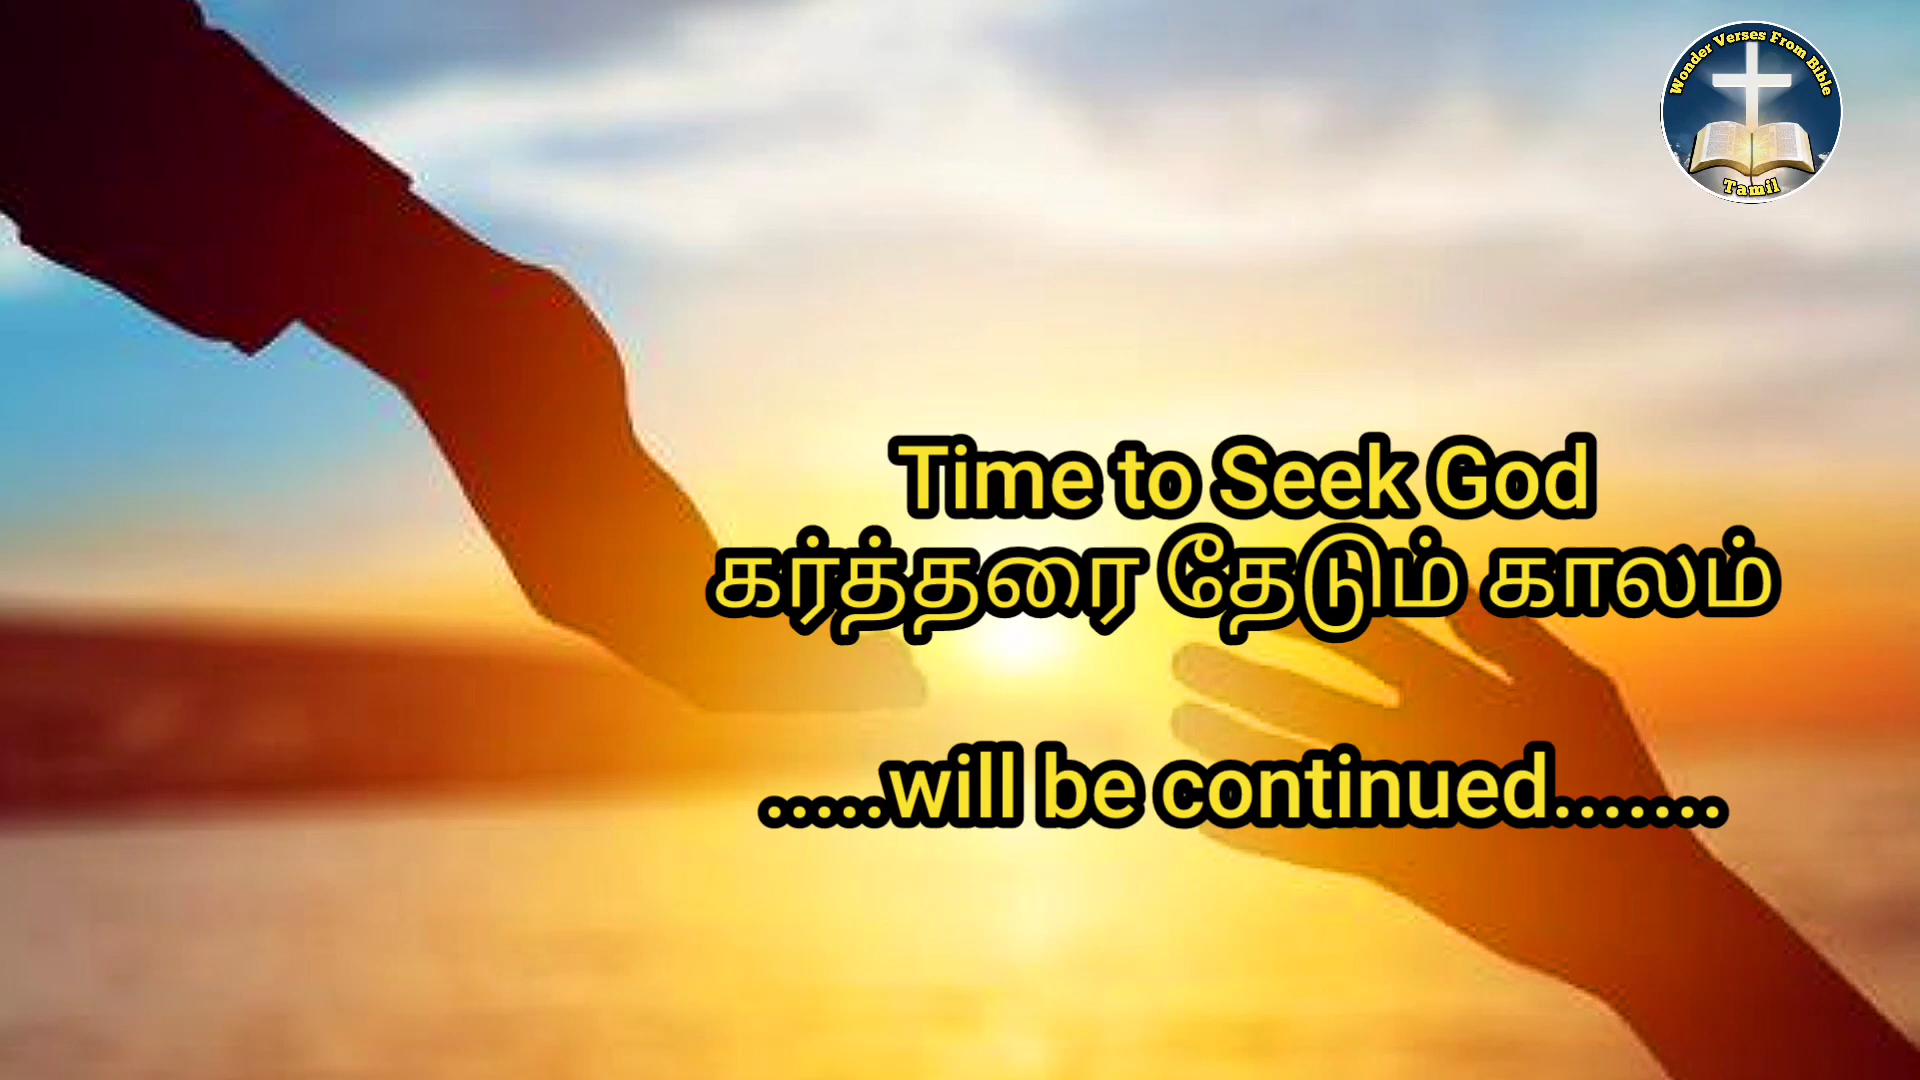 Wonder Verses From Bible
Tamil
Time to Seek God
கர்த்தரை தேடும் காலம்
.....will be continued.......